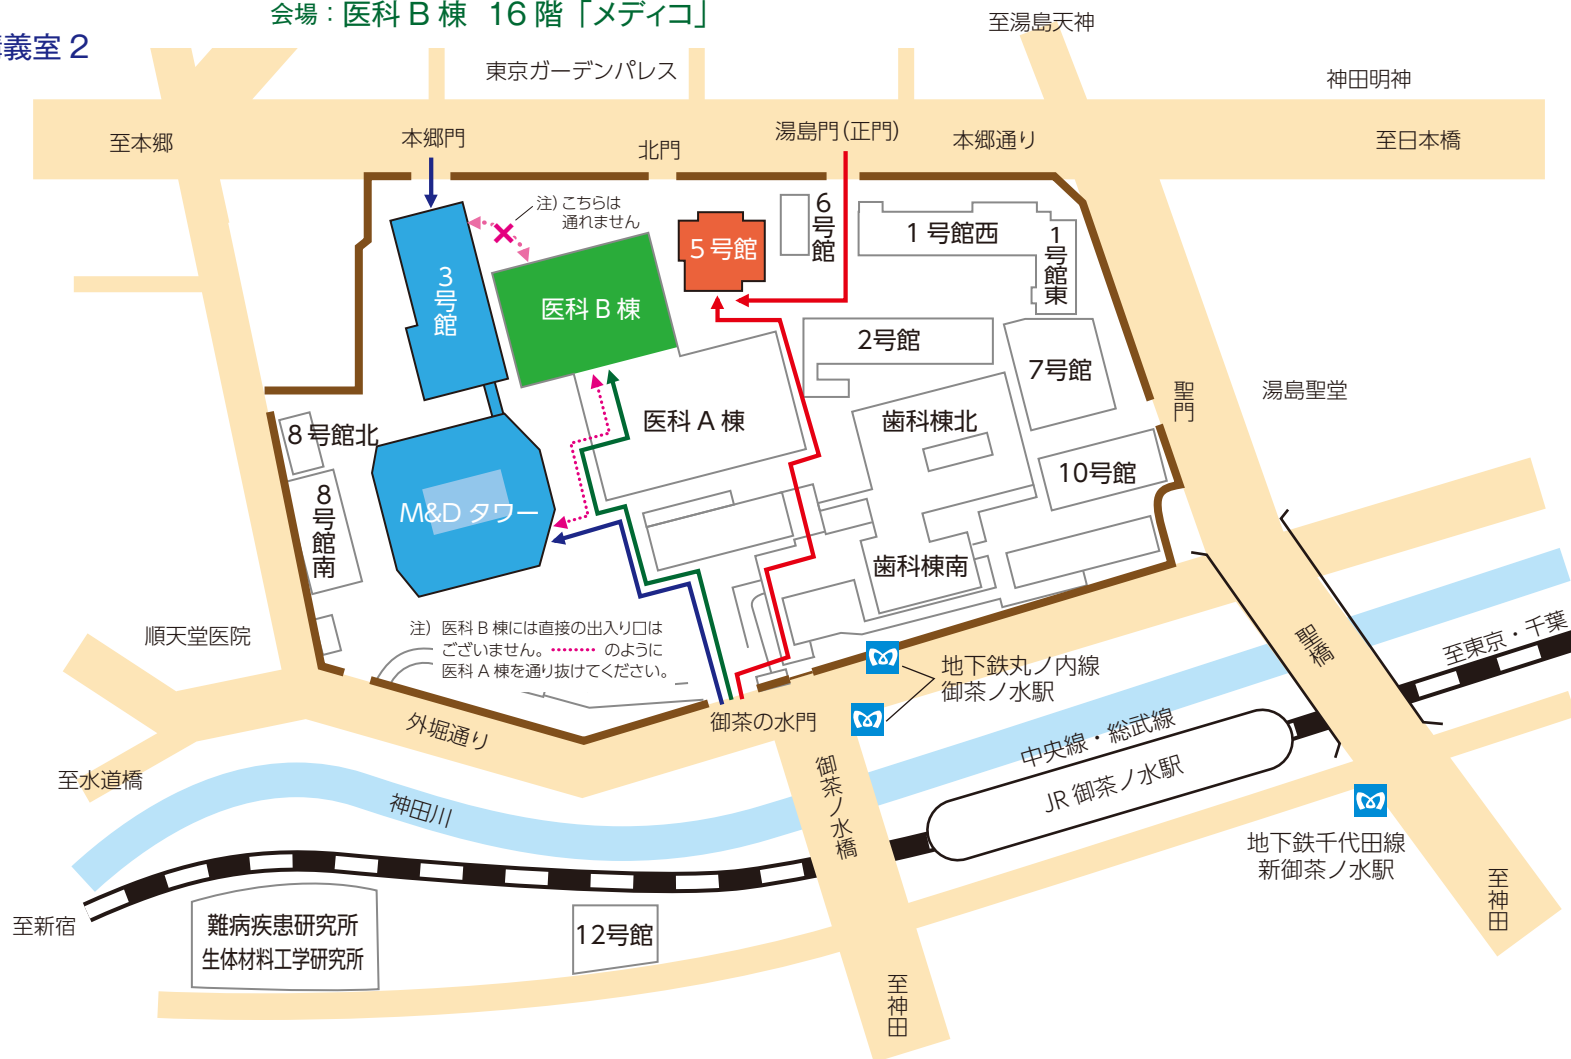 会場：医科 B 棟 16 階「メディコ」
義室 2
至湯島天神
東京ガーデンパレス
神田明神
至本郷
本郷門
北門
湯島門(正門)
本郷通り
至日本橋
注) こちらは
通れません
6号館
5 号館
1 号館西
1号館東
3号館
医科 B 棟
2号館
7号館
聖門
湯島聖堂
医科 A 棟
歯科棟北
8 号館北
10号館
8号館南
M&D タワー
歯科棟南
順天堂医院
注) 医科 B 棟には直接の出入り口は
ございません。 のように
医科 A 棟を通り抜けてください。
地下鉄丸ノ内線
御茶ノ水駅
聖橋
至東京・千葉
外堀通り
御茶の水門
中央線・総武線
至水道橋
神田川
御茶ノ水橋
JR 御茶ノ水駅
地下鉄千代田線
新御茶ノ水駅
至新宿
難病疾患研究所
生体材料工学研究所
12号館
至神田
至神田